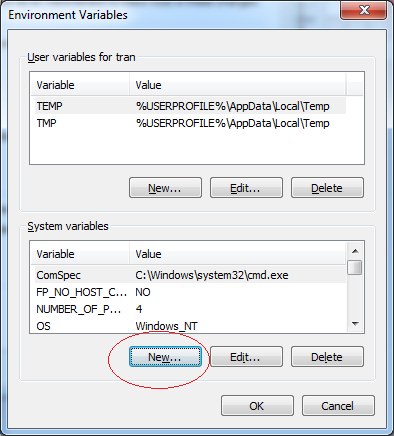 Environment Variables
User variables for tran
Variable Value
TEMP %USERPROFILE%\AppData\Local\Temp
TMP %USERPROFILE%\AppData\Local\Temp
New... Edit... Delete
System variables
Variable Value
ComSpec C:\Windows\system32\cmd.exe
FP_NO_HOST_C... NO
NUMBER_OF_P... 4
OS Windows_NT
New... Edit... Delete
OK Cancel